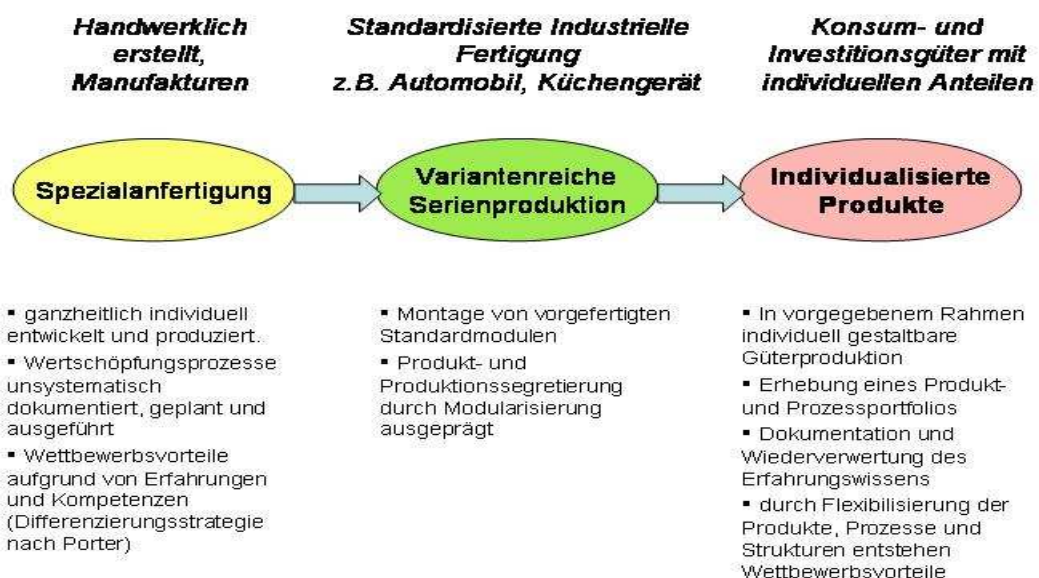 Handwerklich
erstellt,
Manufakturen
Standardisierte Industrielle
Fertigung
z.B. Automobil, Küchengerät
Konsum- und
Investitionsgüter mit
individuellen Anteilen
Spezialanfertigung
Variantenreiche
Serienproduktion
Individualisierte
Produkte
▪ ganzheitlich individuell
entwickelt und produziert.
▪ Wertschöpfungsprozesse
unsystematisch
dokumentiert, geplant und
ausgeführt
▪ Wettbewerbsvorteile
aufgrund von Erfahrungen
und Kompetenzen
(Differenzierungsstrategie
nach Porter)
▪ Montage von vorgefertigten
Standardmodulen
▪ Produkt- und
Produktionssegretierung
durch Modularisierung
ausgeprägt
▪ In vorgegebenem Rahmen
individuell gestaltbare
Güterproduktion
▪ Erhebung eines Produkt-
und Prozessportfolios
▪ Dokumentation und
Wiederverwertung des
Erfahrungswissens
▪ durch Flexibilisierung der
Produkte, Prozesse und
Strukturen entstehen
Wettbewerbsvorteile